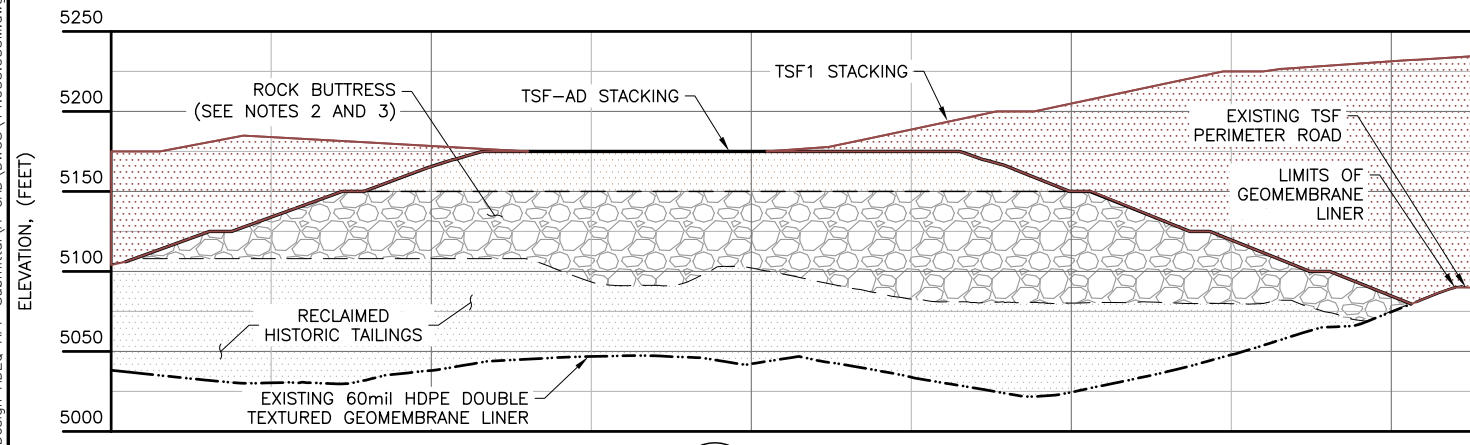 5250
5200
5150
5100
5050
5000
ELEVATION, (FEET)
ROCK BUTTRESS
(SEE NOTES 2 AND 3)
TSF-AD STACKING
TSF1 STACKING
EXISTING TSF
PERIMETER ROAD
LIMITS OF
GEOMEMBRANE
LINER
RECLAIMED
HISTORIC TAILINGS
EXISTING 60mil HDPE DOUBLE
TEXTURED GEOMEMBRANE LINER